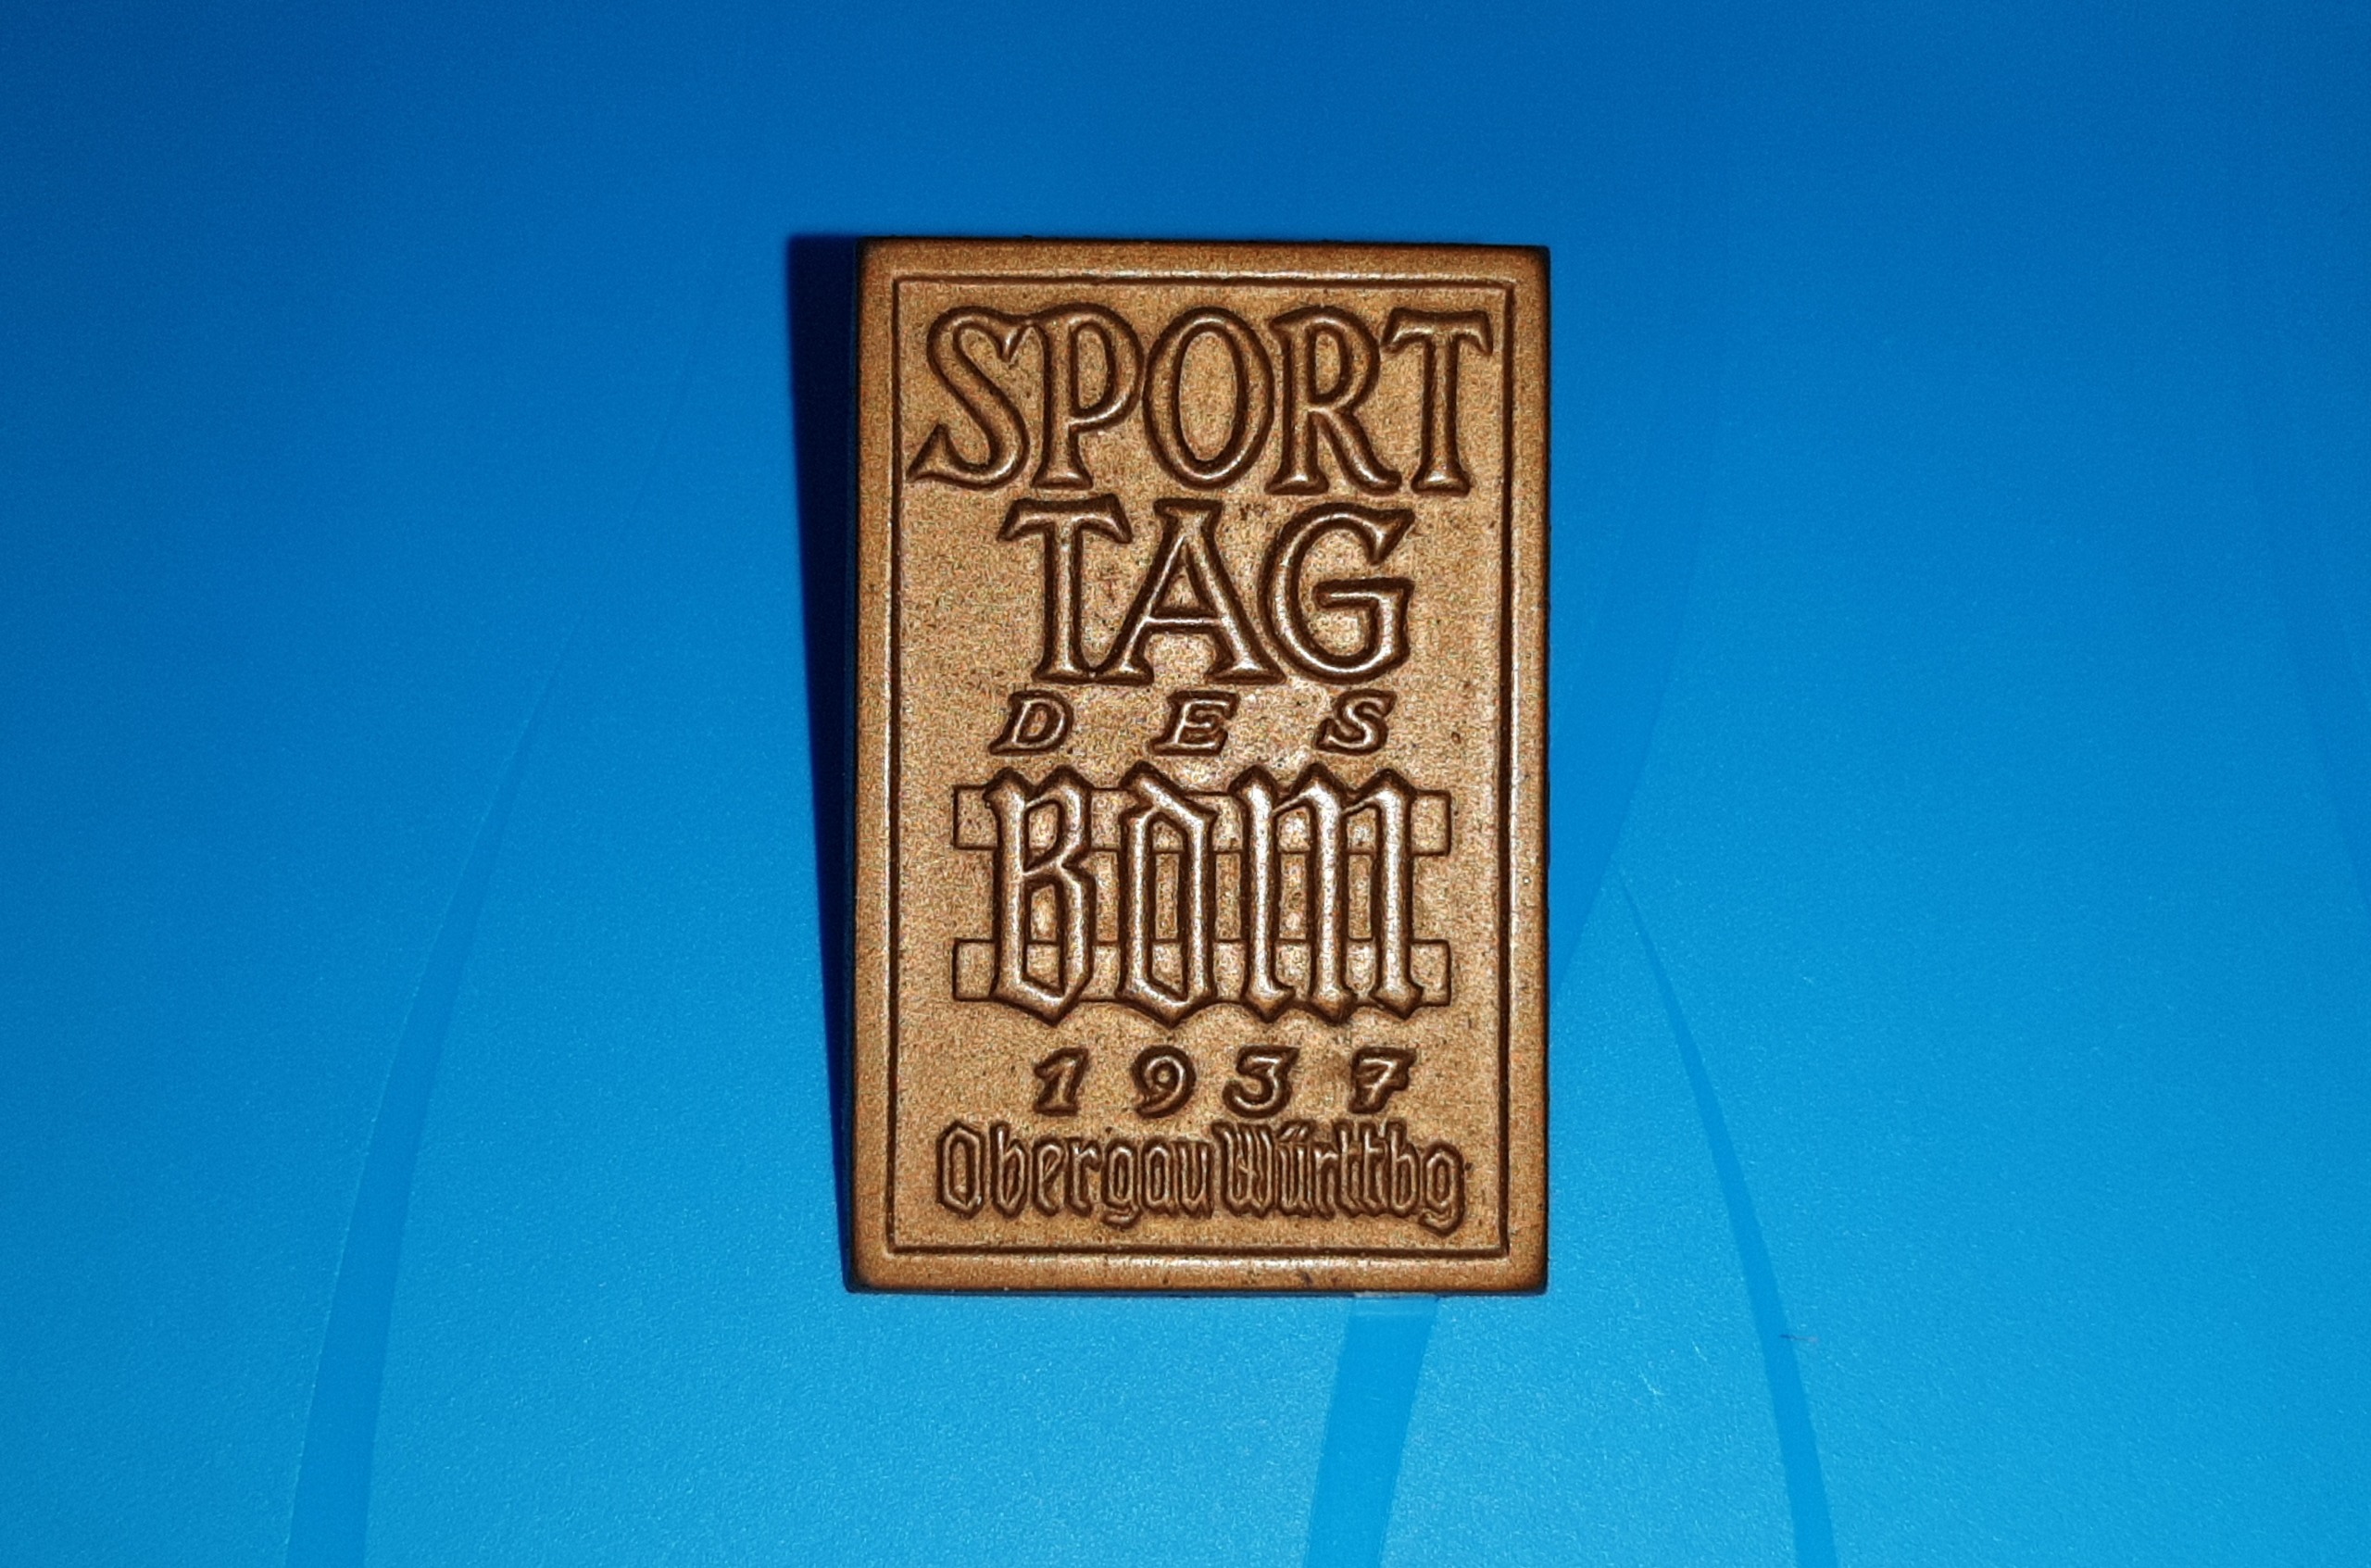 SPORT
TAG
DES
BdM
1937
Obergau Württbg